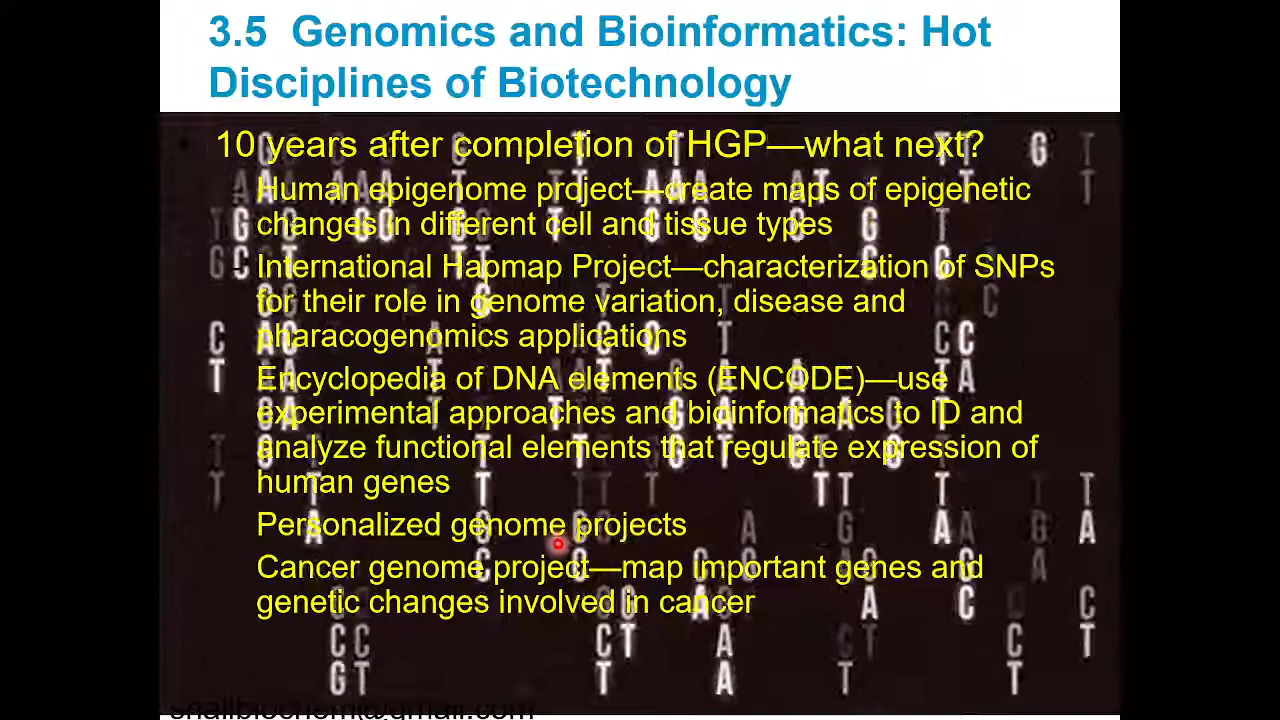 3.5 Genomics and Bioinformatics: Hot
Disciplines of Biotechnology
10 years after completion of HGP—what next?
Human epigenome project—create maps of epigenetic
changes in different cell and tissue types
International Hapmap Project—characterization of SNPs
for their role in genome variation, disease and
pharacogenomics applications
Encyclopedia of DNA elements (ENCODE)—use
experimental approaches and bioinformatics to ID and
analyze functional elements that regulate expression of
human genes
Personalized genome projects
Cancer genome project—map important genes and
genetic changes involved in cancer